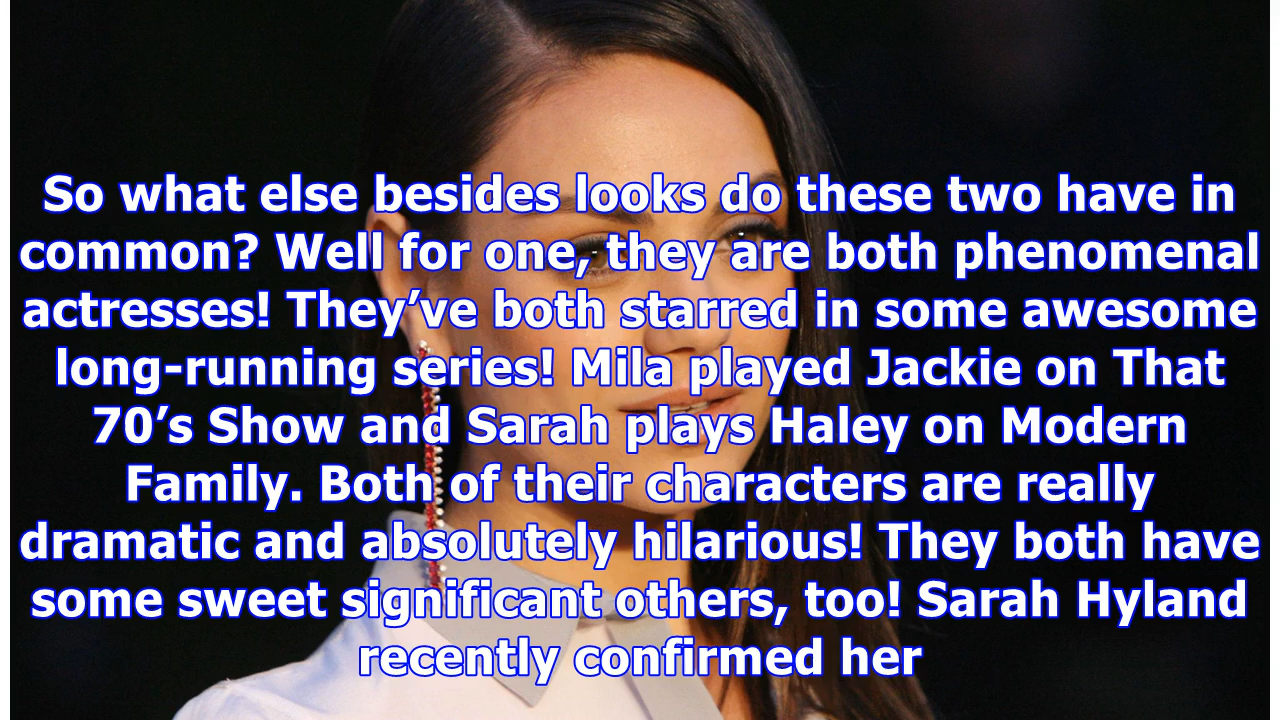 So what else besides looks do these two have in
common? Well for one, they are both phenomenal
actresses! They’ve both starred in some awesome
long-running series! Mila played Jackie on That
70’s Show and Sarah plays Haley on Modern
Family. Both of their characters are really
dramatic and absolutely hilarious! They both have
some sweet significant others, too! Sarah Hyland
recently confirmed her